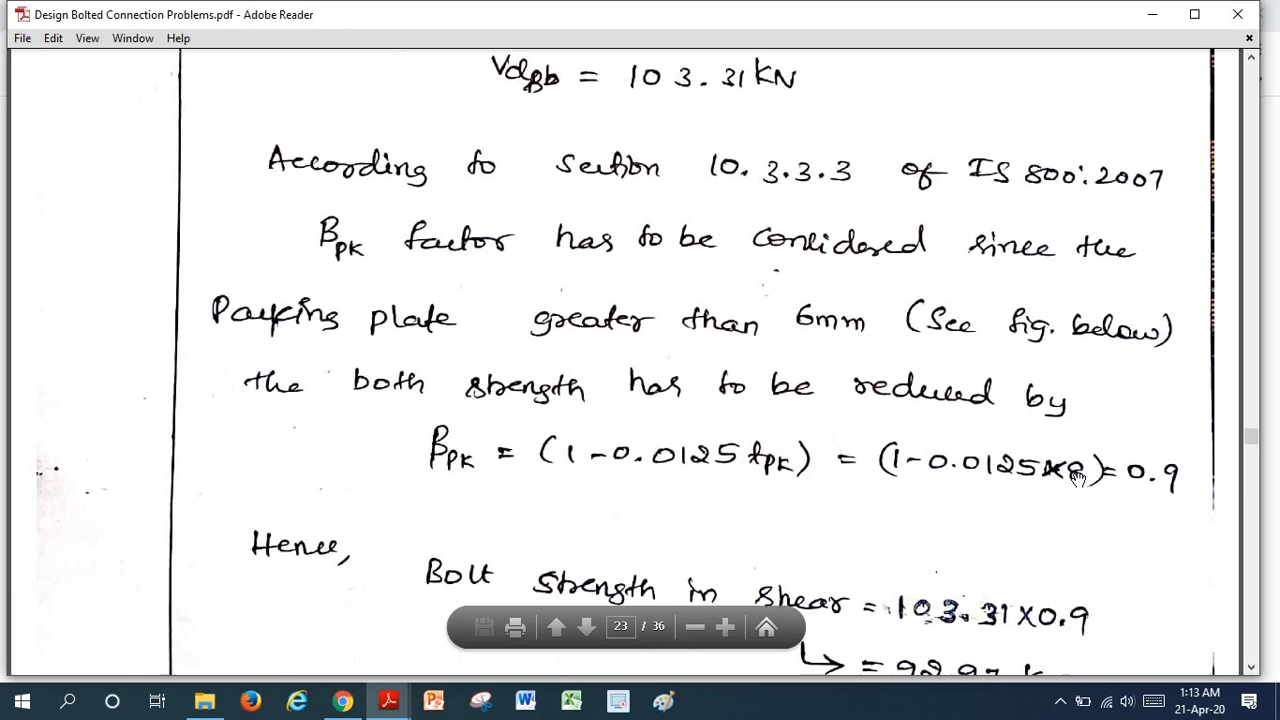 Design Bolted Connection Problems.pdf - Adobe Reader
File Edit View Window Help
= 103.31 KN
According to section 10.3.3.3 of IS 800:2007
βPK factor has to be considered since the
Packing plate greater than 6mm (See fig. below)
the both strength has to be reduced by
βPK = (1-0.0125 tPK) = (1-0.0125×8) = 0.9
Hence,
Bolt strength in shear = 103.31×0.9
23 / 36
1:13 AM
21-Apr-20